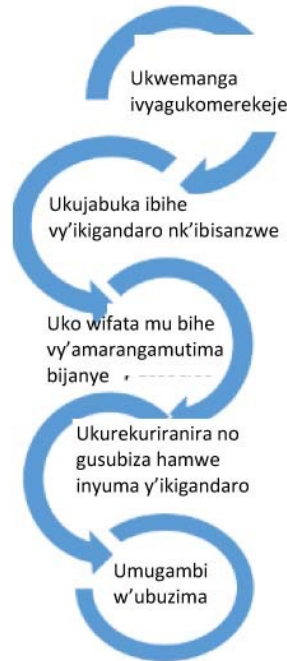 Ukwemanga
ivyagukomerekeje
Ukujabuka ibihe
vy'ikigandaro nk'ibisanzwe
Uko wifata mu bihe
vy'amarangamutima
bijanye
Ukurekuriranira no
gusubiza hamwe
inyuma y'ikigandaro
Umugambi
w'ubuzima